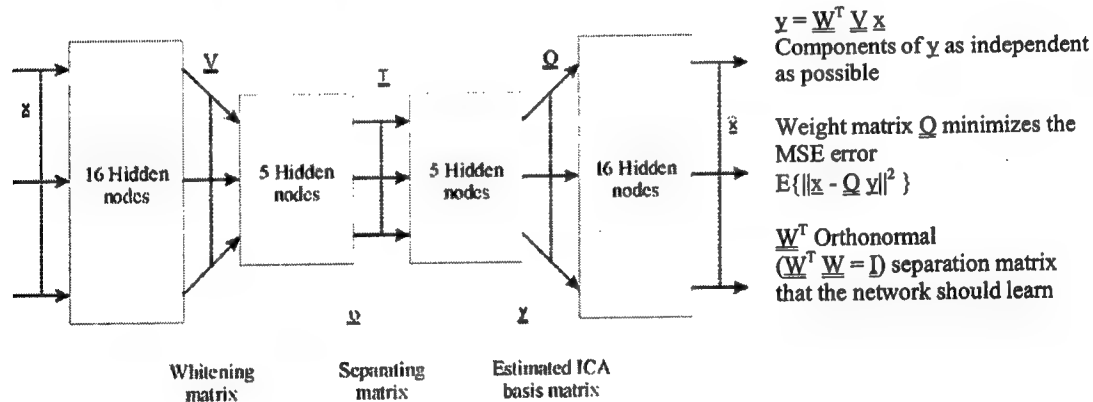 V
T
Q
x
x̂
16 Hidden
nodes
5 Hidden
nodes
5 Hidden
nodes
16 Hidden
nodes
υ
y
Whitening
matrix
Separating
matrix
Estimated ICA
basis matrix
y = W^T V x
Components of y as independent
as possible
Weight matrix Q minimizes the
MSE error
E{||x - Q y||² }
W^T Orthonormal
(W^T W = I) separation matrix
that the network should learn